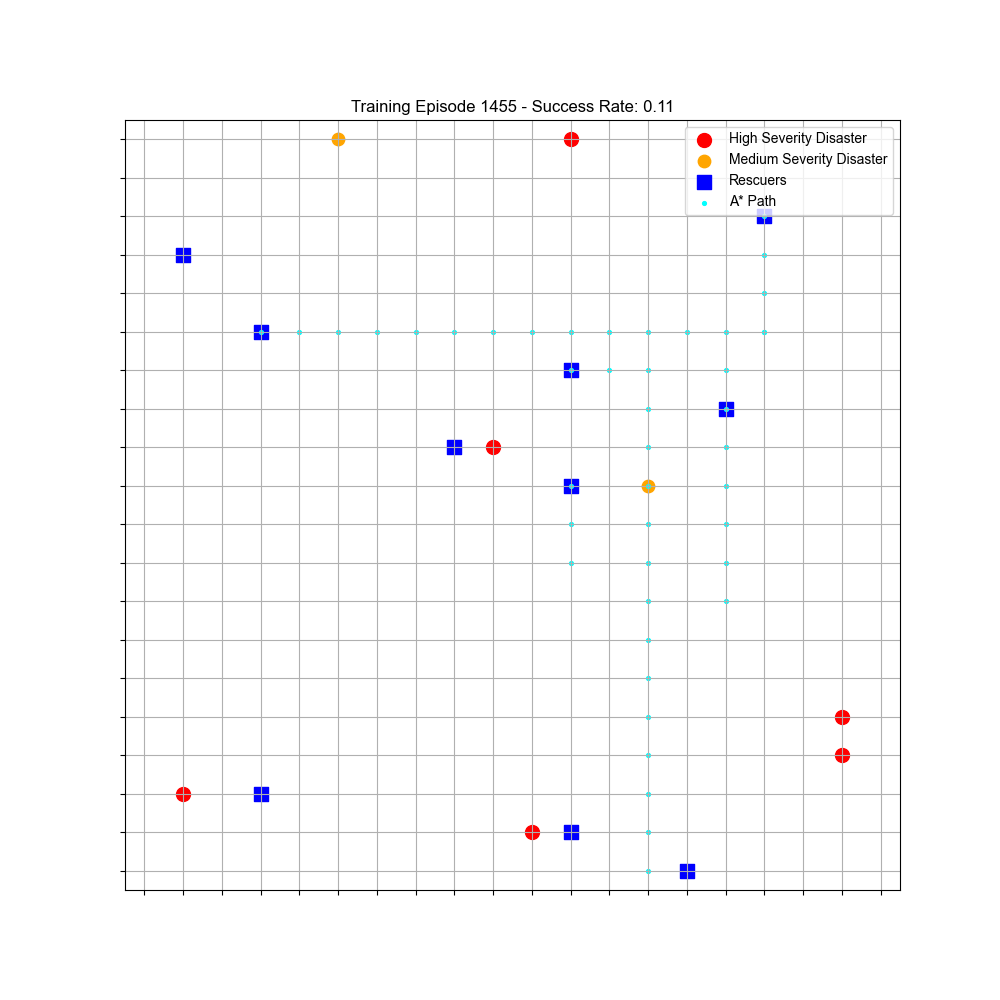 Training Episode 1455 - Success Rate: 0.11
High Severity Disaster
Medium Severity Disaster
Rescuers
A* Path